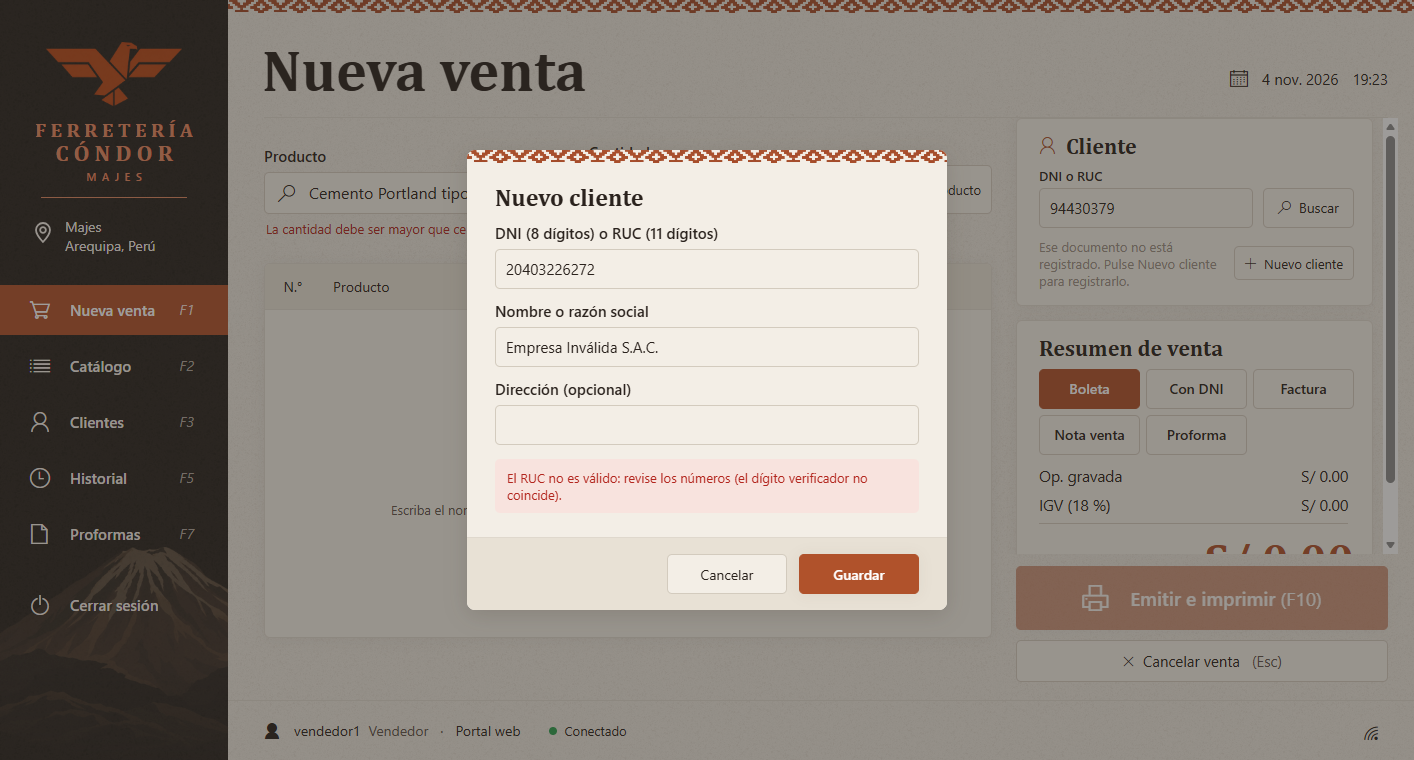 FERRETERÍA
CÓNDOR
MAJES
Majes
Arequipa, Perú
Nueva venta F1
Catálogo F2
Clientes F3
Historial F5
Proformas F7
Cerrar sesión
Nueva venta
4 nov. 2026 19:23
Producto
Cemento Portland tipo
La cantidad debe ser mayor que ce
N.° Producto
Escriba el nor
Nuevo cliente
DNI (8 dígitos) o RUC (11 dígitos)
20403226272
Nombre o razón social
Empresa Inválida S.A.C.
Dirección (opcional)
El RUC no es válido: revise los números (el dígito verificador no
coincide).
Cancelar
Guardar
Cliente
DNI o RUC
94430379
Buscar
Ese documento no está
registrado. Pulse Nuevo cliente
para registrarlo.
+ Nuevo cliente
Resumen de venta
Boleta
Con DNI
Factura
Nota venta
Proforma
Op. gravada S/ 0.00
IGV (18 %) S/ 0.00
S/ 0.00
Emitir e imprimir (F10)
Cancelar venta (Esc)
vendedor1 Vendedor · Portal web
Conectado